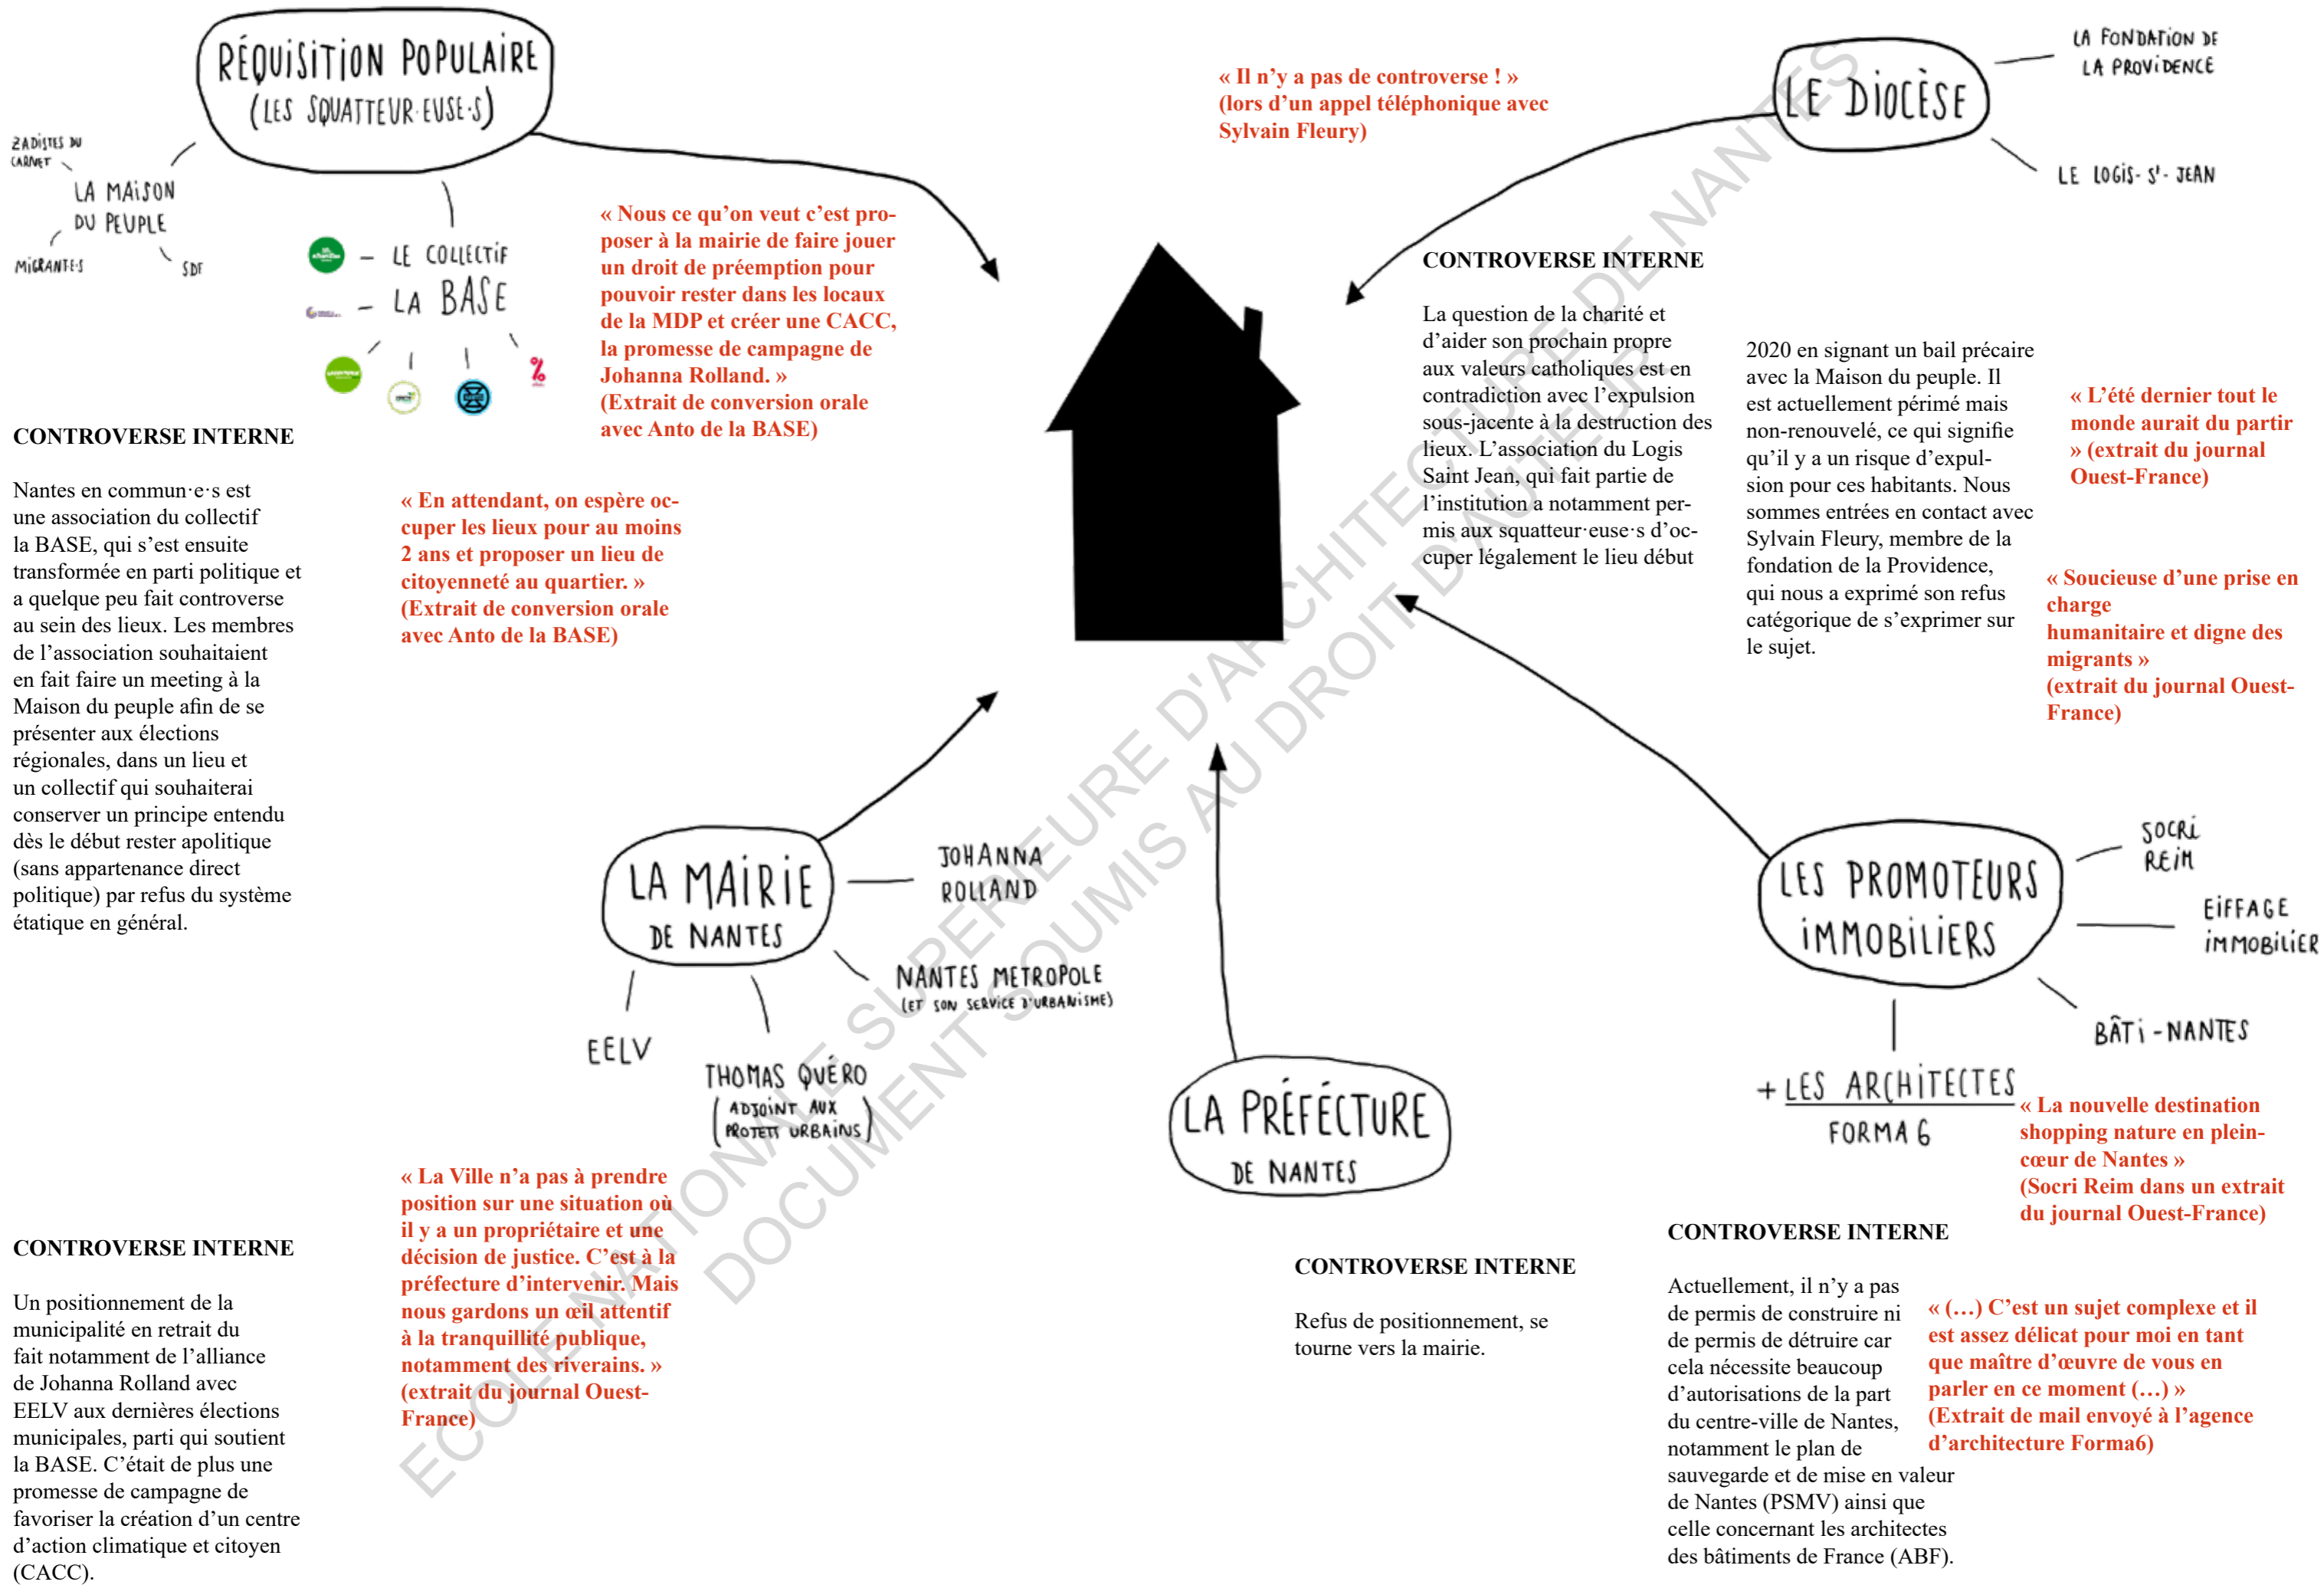 RÉQUISITION POPULAIRE
(LES SQUATTEUR·EUSE·S)
ZADISTES DU
CARNET
LA MAISON
DU PEUPLE
MIGRANT·E·S
SDF
LE COLLECTIF
LA BASE
CONTROVERSE INTERNE
Nantes en commun·e·s est
une association du collectif
la BASE, qui s’est ensuite
transformée en parti politique et
a quelque peu fait controverse
au sein des lieux. Les membres
de l’association souhaitaient
en fait faire un meeting à la
Maison du peuple afin de se
présenter aux élections
régionales, dans un lieu et
un collectif qui souhaiterai
conserver un principe entendu
dès le début rester apolitique
(sans appartenance direct
politique) par refus du système
étatique en général.
« Nous ce qu’on veut c’est pro-
poser à la mairie de faire jouer
un droit de préemption pour
pouvoir rester dans les locaux
de la MDP et créer une CACC,
la promesse de campagne de
Johanna Rolland. »
(Extrait de conversion orale
avec Anto de la BASE)
« En attendant, on espère oc-
cuper les lieux pour au moins
2 ans et proposer un lieu de
citoyenneté au quartier. »
(Extrait de conversion orale
avec Anto de la BASE)
« Il n’y a pas de controverse ! »
(lors d’un appel téléphonique avec
Sylvain Fleury)
LE DIOCÈSE
LA FONDATION DE
LA PROVIDENCE
LE LOGIS-ST-JEAN
CONTROVERSE INTERNE
La question de la charité et
d’aider son prochain propre
aux valeurs catholiques est en
contradiction avec l’expulsion
sous-jacente à la destruction des
lieux. L’association du Logis
Saint Jean, qui fait partie de
l’institution a notamment per-
mis aux squatteur·euse·s d’oc-
cuper légalement le lieu début
2020 en signant un bail précaire
avec la Maison du peuple. Il
est actuellement périmé mais
non-renouvelé, ce qui signifie
qu’il y a un risque d’expul-
sion pour ces habitants. Nous
sommes entrées en contact avec
Sylvain Fleury, membre de la
fondation de la Providence,
qui nous a exprimé son refus
catégorique de s’exprimer sur
le sujet.
« L’été dernier tout le
monde aurait du partir
» (extrait du journal
Ouest-France)
« Soucieuse d’une prise en
charge
humanitaire et digne des
migrants »
(extrait du journal Ouest-
France)
LA MAIRIE
DE NANTES
JOHANNA
ROLLAND
NANTES METROPOLE
(ET SON SERVICE D'URBANISME)
EELV
THOMAS QUÉRO
(ADJOINT AUX
PROJETS URBAINS)
CONTROVERSE INTERNE
Un positionnement de la
municipalité en retrait du
fait notamment de l’alliance
de Johanna Rolland avec
EELV aux dernières élections
municipales, parti qui soutient
la BASE. C’était de plus une
promesse de campagne de
favoriser la création d’un centre
d’action climatique et citoyen
(CACC).
« La Ville n’a pas à prendre
position sur une situation où
il y a un propriétaire et une
décision de justice. C’est à la
préfecture d’intervenir. Mais
nous gardons un œil attentif
à la tranquillité publique,
notamment des riverains. »
(extrait du journal Ouest-
France)
LA PRÉFÉCTURE
DE NANTES
CONTROVERSE INTERNE
Refus de positionnement, se
tourne vers la mairie.
LES PROMOTEURS
IMMOBILIERS
SOCRI
REIM
EIFFAGE
IMMOBILIER
BÂTI-NANTES
+ LES ARCHITECTES
FORMA 6
« La nouvelle destination
shopping nature en plein-
cœur de Nantes »
(Socri Reim dans un extrait
du journal Ouest-France)
CONTROVERSE INTERNE
Actuellement, il n’y a pas
de permis de construire ni
de permis de détruire car
cela nécessite beaucoup
d’autorisations de la part
du centre-ville de Nantes,
notamment le plan de
sauvegarde et de mise en valeur
de Nantes (PSMV) ainsi que
celle concernant les architectes
des bâtiments de France (ABF).
« (…) C’est un sujet complexe et il
est assez délicat pour moi en tant
que maître d’œuvre de vous en
parler en ce moment (…) »
(Extrait de mail envoyé à l’agence
d’architecture Forma6)
ECOLE NATIONALE SUPERIEURE D'ARCHITECTURE DE NANTES
DOCUMENT SOUMIS AU DROIT D'AUTEUR